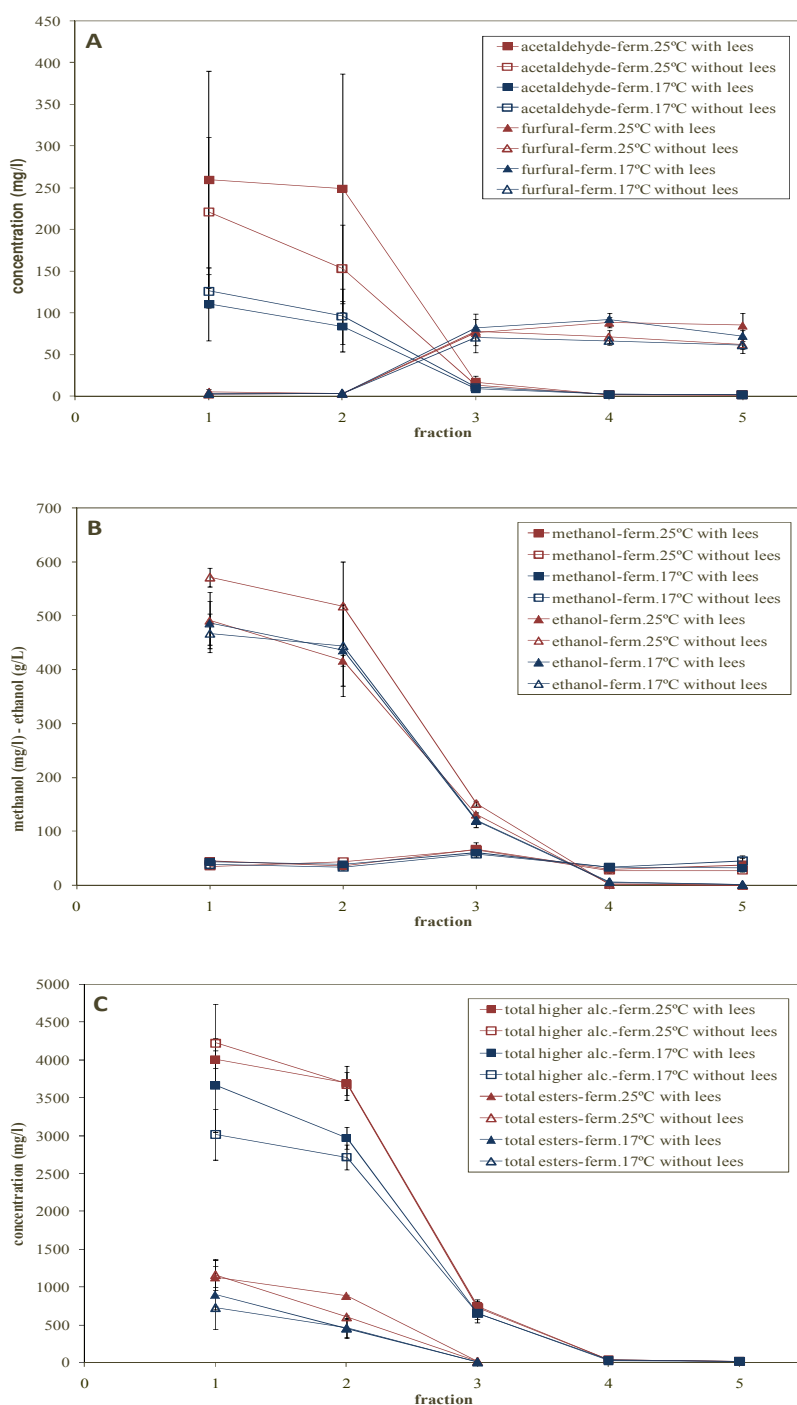 A
450
400
350
300
250
200
150
100
50
0
concentration (mg/l)
acetaldehyde-ferm.25ºC with lees
acetaldehyde-ferm.25ºC without lees
acetaldehyde-ferm.17ºC with lees
acetaldehyde-ferm.17ºC without lees
furfural-ferm.25ºC with lees
furfural-ferm.25ºC without lees
furfural-ferm.17ºC with lees
furfural-ferm.17ºC without lees
0 1 2 3 4 5
fraction
B
700
600
500
400
300
200
100
0
methanol (mg/l) - ethanol (g/L)
methanol-ferm.25ºC with lees
methanol-ferm.25ºC without lees
methanol-ferm.17ºC with lees
methanol-ferm.17ºC without lees
ethanol-ferm.25ºC with lees
ethanol-ferm.25ºC without lees
ethanol-ferm.17ºC with lees
ethanol-ferm.17ºC without lees
0 1 2 3 4 5
fraction
C
5000
4500
4000
3500
3000
2500
2000
1500
1000
500
0
concentration (mg/l)
total higher alc.-ferm.25ºC with lees
total higher alc.-ferm.25ºC without lees
total higher alc.-ferm.17ºC with lees
total higher alc.-ferm.17ºC without lees
total esters-ferm.25ºC with lees
total esters-ferm.25ºC without lees
total esters-ferm.17ºC with lees
total esters-ferm.17ºC without lees
0 1 2 3 4 5
fraction